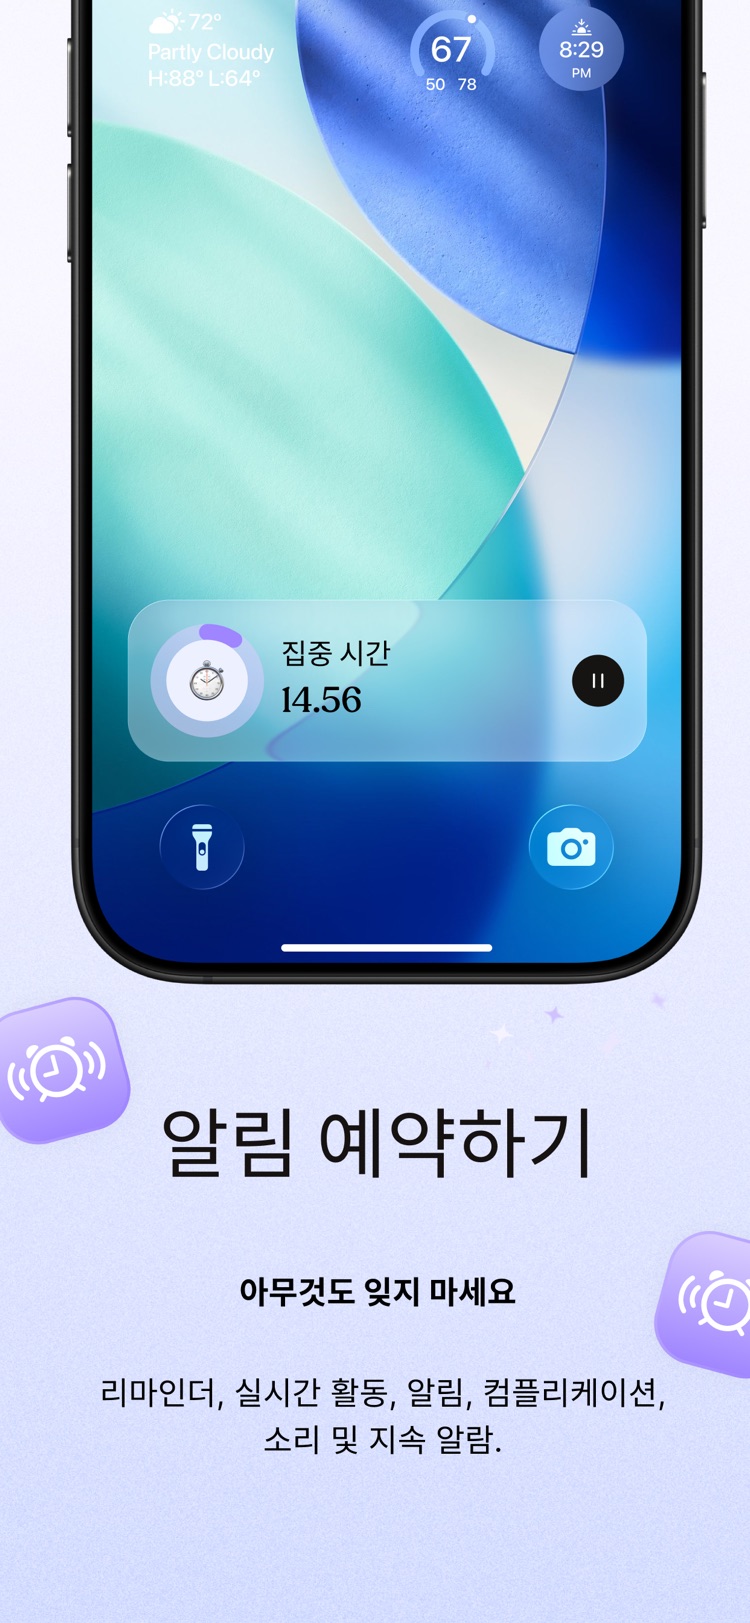 72°
Partly Cloudy
H:88° L:64°
67
50 78
8:29
PM
집중 시간
14.56
알림 예약하기
아무것도 잊지 마세요
리마인더, 실시간 활동, 알림, 컴플리케이션,
소리 및 지속 알람.